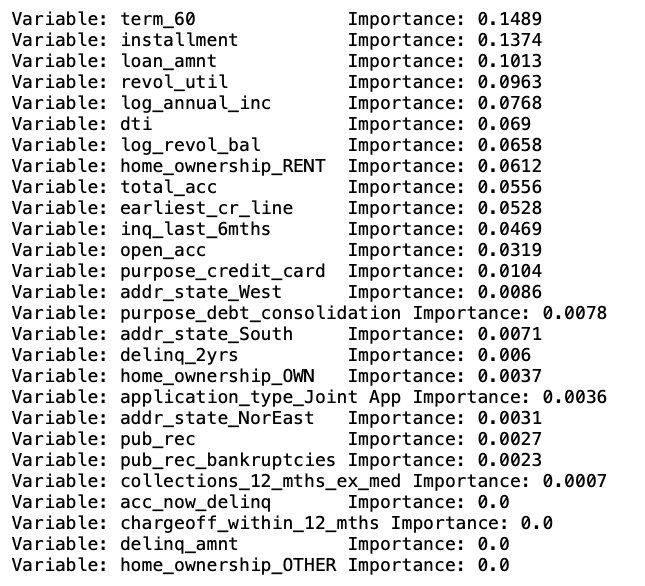 Variable: term_60              Importance: 0.1489
Variable: installment          Importance: 0.1374
Variable: loan_amnt            Importance: 0.1013
Variable: revol_util           Importance: 0.0963
Variable: log_annual_inc       Importance: 0.0768
Variable: dti                  Importance: 0.069
Variable: log_revol_bal        Importance: 0.0658
Variable: home_ownership_RENT  Importance: 0.0612
Variable: total_acc            Importance: 0.0556
Variable: earliest_cr_line     Importance: 0.0528
Variable: inq_last_6mths       Importance: 0.0469
Variable: open_acc             Importance: 0.0319
Variable: purpose_credit_card  Importance: 0.0104
Variable: addr_state_West      Importance: 0.0086
Variable: purpose_debt_consolidation Importance: 0.0078
Variable: addr_state_South     Importance: 0.0071
Variable: delinq_2yrs          Importance: 0.006
Variable: home_ownership_OWN   Importance: 0.0037
Variable: application_type_Joint App Importance: 0.0036
Variable: addr_state_NorEast   Importance: 0.0031
Variable: pub_rec              Importance: 0.0027
Variable: pub_rec_bankruptcies Importance: 0.0023
Variable: collections_12_mths_ex_med Importance: 0.0007
Variable: acc_now_delinq       Importance: 0.0
Variable: chargeoff_within_12_mths Importance: 0.0
Variable: delinq_amnt          Importance: 0.0
Variable: home_ownership_OTHER Importance: 0.0